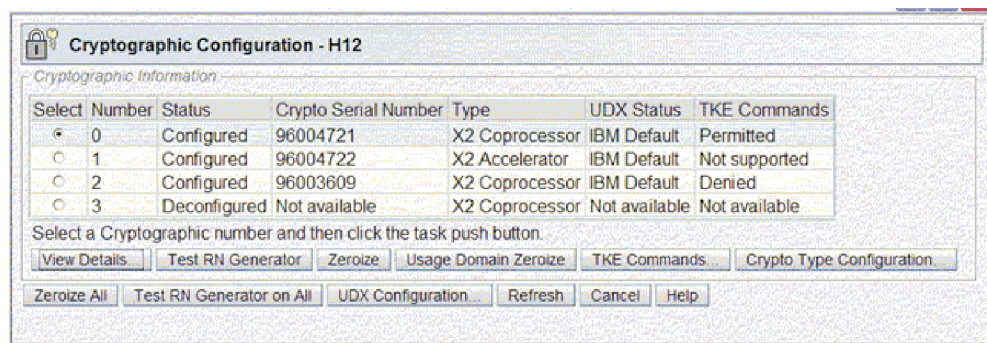 Cryptographic Configuration - H12
Cryptographic Information
Select Number Status Crypto Serial Number Type UDX Status TKE Commands
0 Configured 96004721 X2 Coprocessor IBM Default Permitted
1 Configured 96004722 X2 Accelerator IBM Default Not supported
2 Configured 96003609 X2 Coprocessor IBM Default Denied
3 Deconfigured Not available X2 Coprocessor Not available Not available
Select a Cryptographic number and then click the task push button.
View Details... Test RN Generator Zeroize Usage Domain Zeroize TKE Commands... Crypto Type Configuration...
Zeroize All Test RN Generator on All UDX Configuration... Refresh Cancel Help